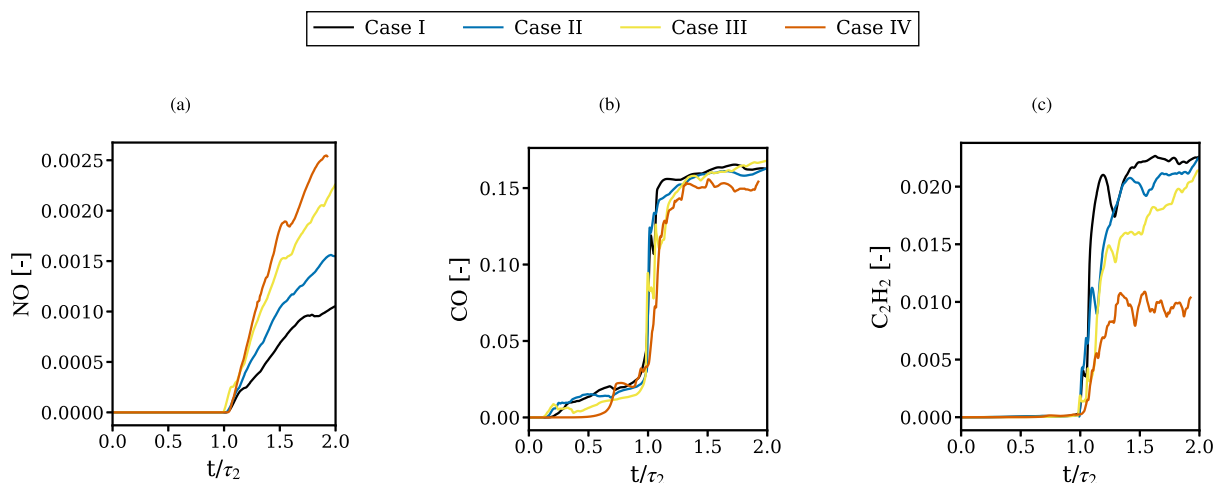 Case I Case II Case III Case IV
(a) (b) (c)
NO [-]
0.0025
0.0020
0.0015
0.0010
0.0005
0.0000
0.0 0.5 1.0 1.5 2.0
t/τ2
CO [-]
0.15
0.10
0.05
0.00
0.0 0.5 1.0 1.5 2.0
t/τ2
C2H2 [-]
0.020
0.015
0.010
0.005
0.000
0.0 0.5 1.0 1.5 2.0
t/τ2